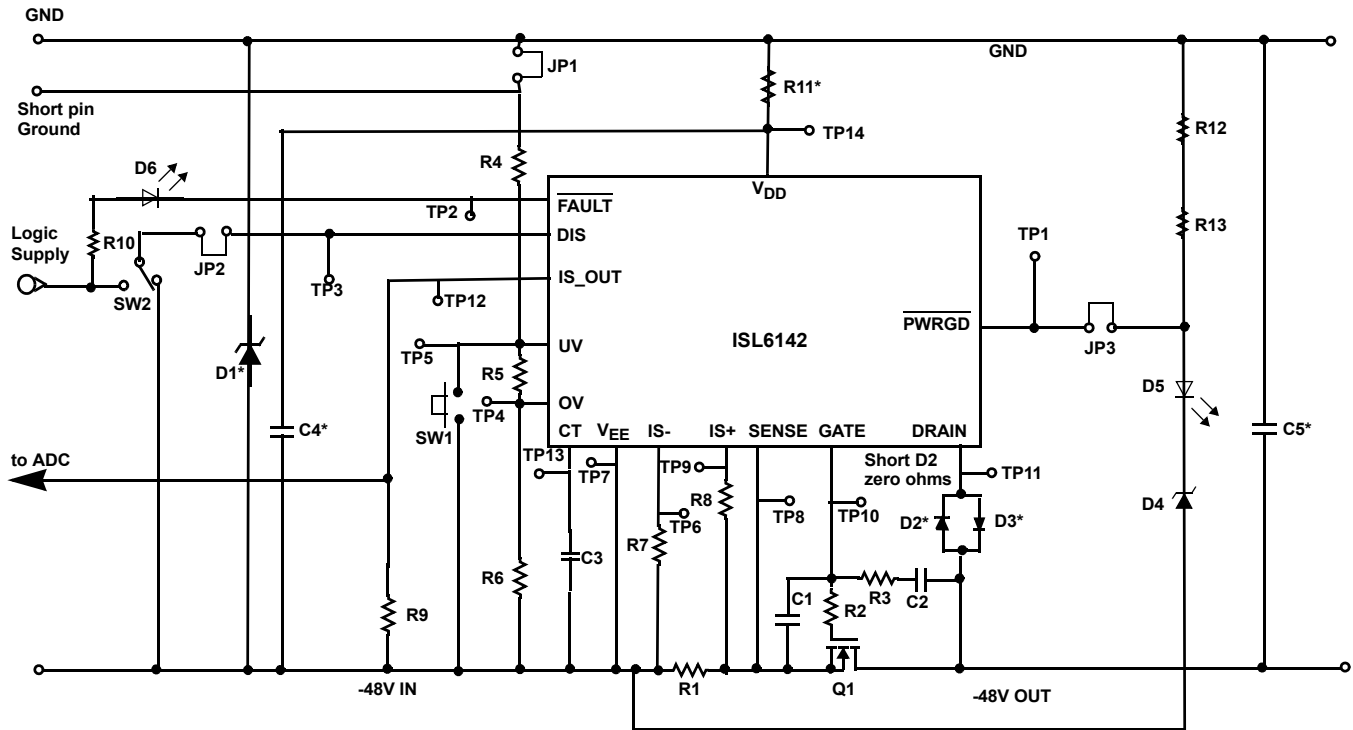 GND
GND
JP1
Short pin
Ground
R11*
TP14
R4
R12
D6
VDD
FAULT
TP2
R10
DIS
R13
Logic
Supply
JP2
TP1
IS_OUT
TP3
TP12
SW2
PWRGD
ISL6142
UV
JP3
TP5
D1*
R5
D5
OV
TP4
C4*
SW1
CT
VEE
IS-
IS+
SENSE
GATE
DRAIN
C5*
TP13
to ADC
TP7
TP9
Short D2
zero ohms
TP11
R8
TP6
TP8
TP10
D2*
D3*
D4
R7
C3
R6
R3
C2
C1
R2
R9
-48V IN
R1
Q1
-48V OUT